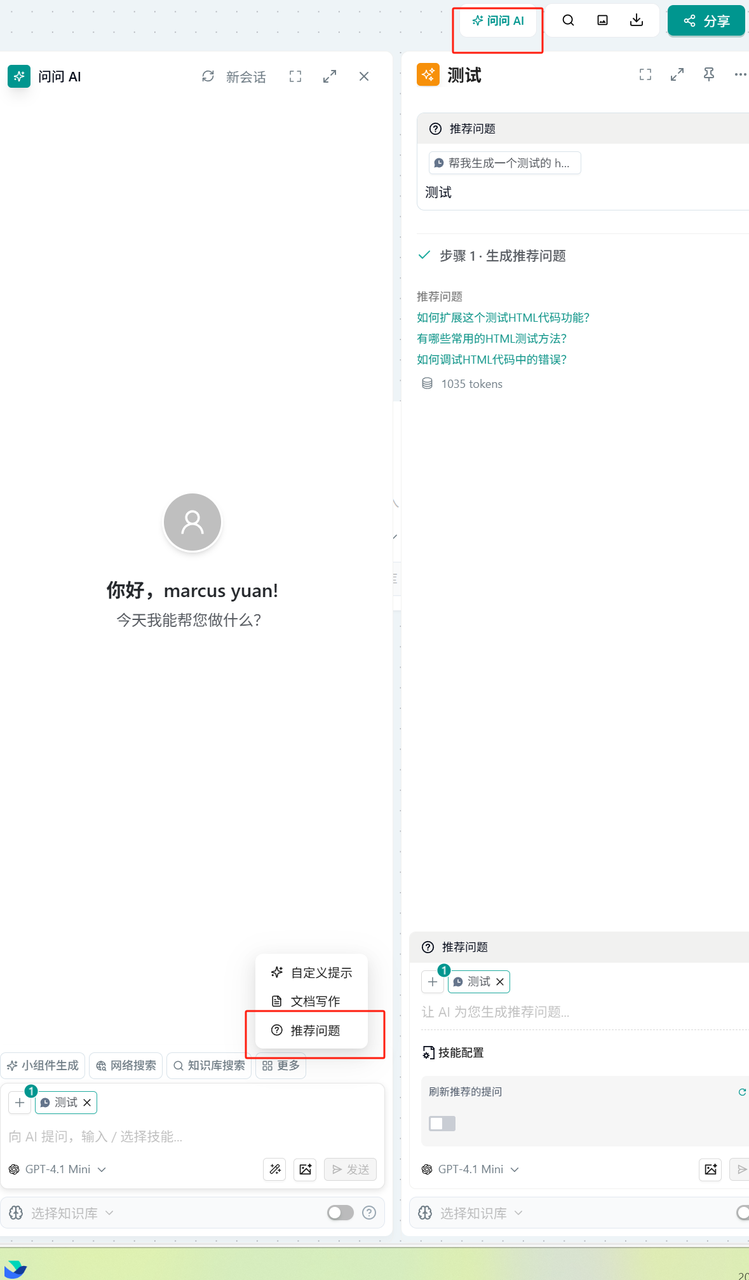 问问 AI
分享
问问 AI
新会话
测试
推荐问题
帮我生成一个测试的 h...
测试
步骤 1 · 生成推荐问题
推荐问题
如何扩展这个测试HTML代码功能?
有哪些常用的HTML测试方法?
如何调试HTML代码中的错误?
1035 tokens
你好，marcus yuan!
今天我能帮您做什么?
自定义提示
文档写作
推荐问题
小组件生成
网络搜索
知识库搜索
更多
1
测试
向 AI 提问，输入 / 选择技能...
GPT-4.1 Mini
发送
选择知识库
推荐问题
1
测试
让 AI 为您生成推荐问题...
技能配置
刷新推荐的提问
GPT-4.1 Mini
选择知识库
20